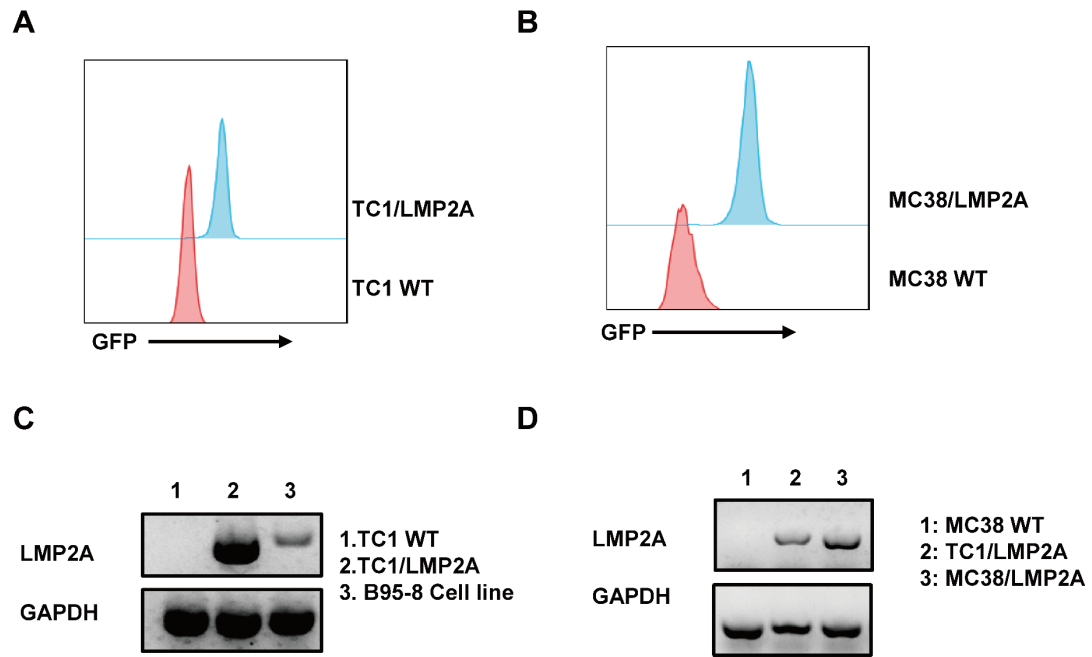 A
TC1/LMP2A
TC1 WT
GFP
B
MC38/LMP2A
MC38 WT
GFP
C
1 2 3
LMP2A
GAPDH
1.TC1 WT
2.TC1/LMP2A
3. B95-8 Cell line
D
1 2 3
LMP2A
GAPDH
1: MC38 WT
2: TC1/LMP2A
3: MC38/LMP2A